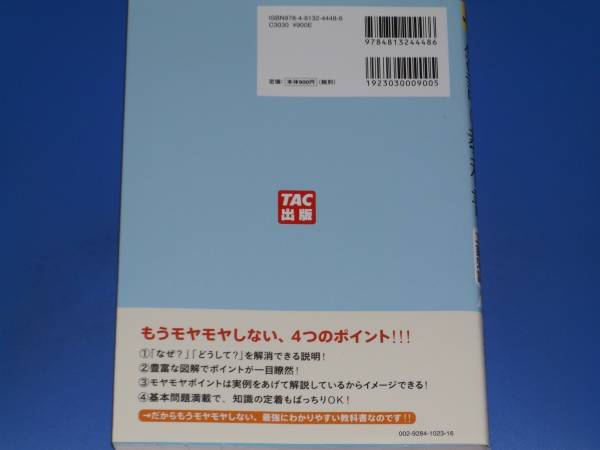 ISBN978-4-8132-4448-6
C3030 ¥900E
定価: 本体900円 (税別)
9784813244486
1923030009005
TAC
出版
もうモヤモヤしない、4つのポイント!!!
①「なぜ?」「どうして?」を解消できる説明!
②豊富な図解でポイントが一目瞭然!
③モヤモヤポイントは実例をあげて解説しているからイメージできる!
④基本問題満載で、知識の定着もばっちりOK!
→だからもうモヤモヤしない、最強にわかりやすい教科書なのです!!
002-9284-1023-16